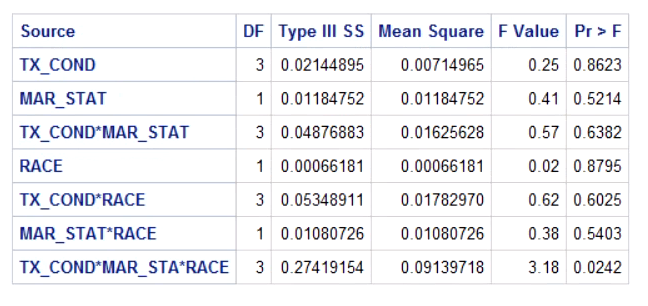 Source DF Type III SS Mean Square F Value Pr > F
TX_COND 3 0.02144895 0.00714965 0.25 0.8623
MAR_STAT 1 0.01184752 0.01184752 0.41 0.5214
TX_COND*MAR_STAT 3 0.04876883 0.01625628 0.57 0.6382
RACE 1 0.00066181 0.00066181 0.02 0.8795
TX_COND*RACE 3 0.05348911 0.01782970 0.62 0.6025
MAR_STAT*RACE 1 0.01080726 0.01080726 0.38 0.5403
TX_COND*MAR_STA*RACE 3 0.27419154 0.09139718 3.18 0.0242